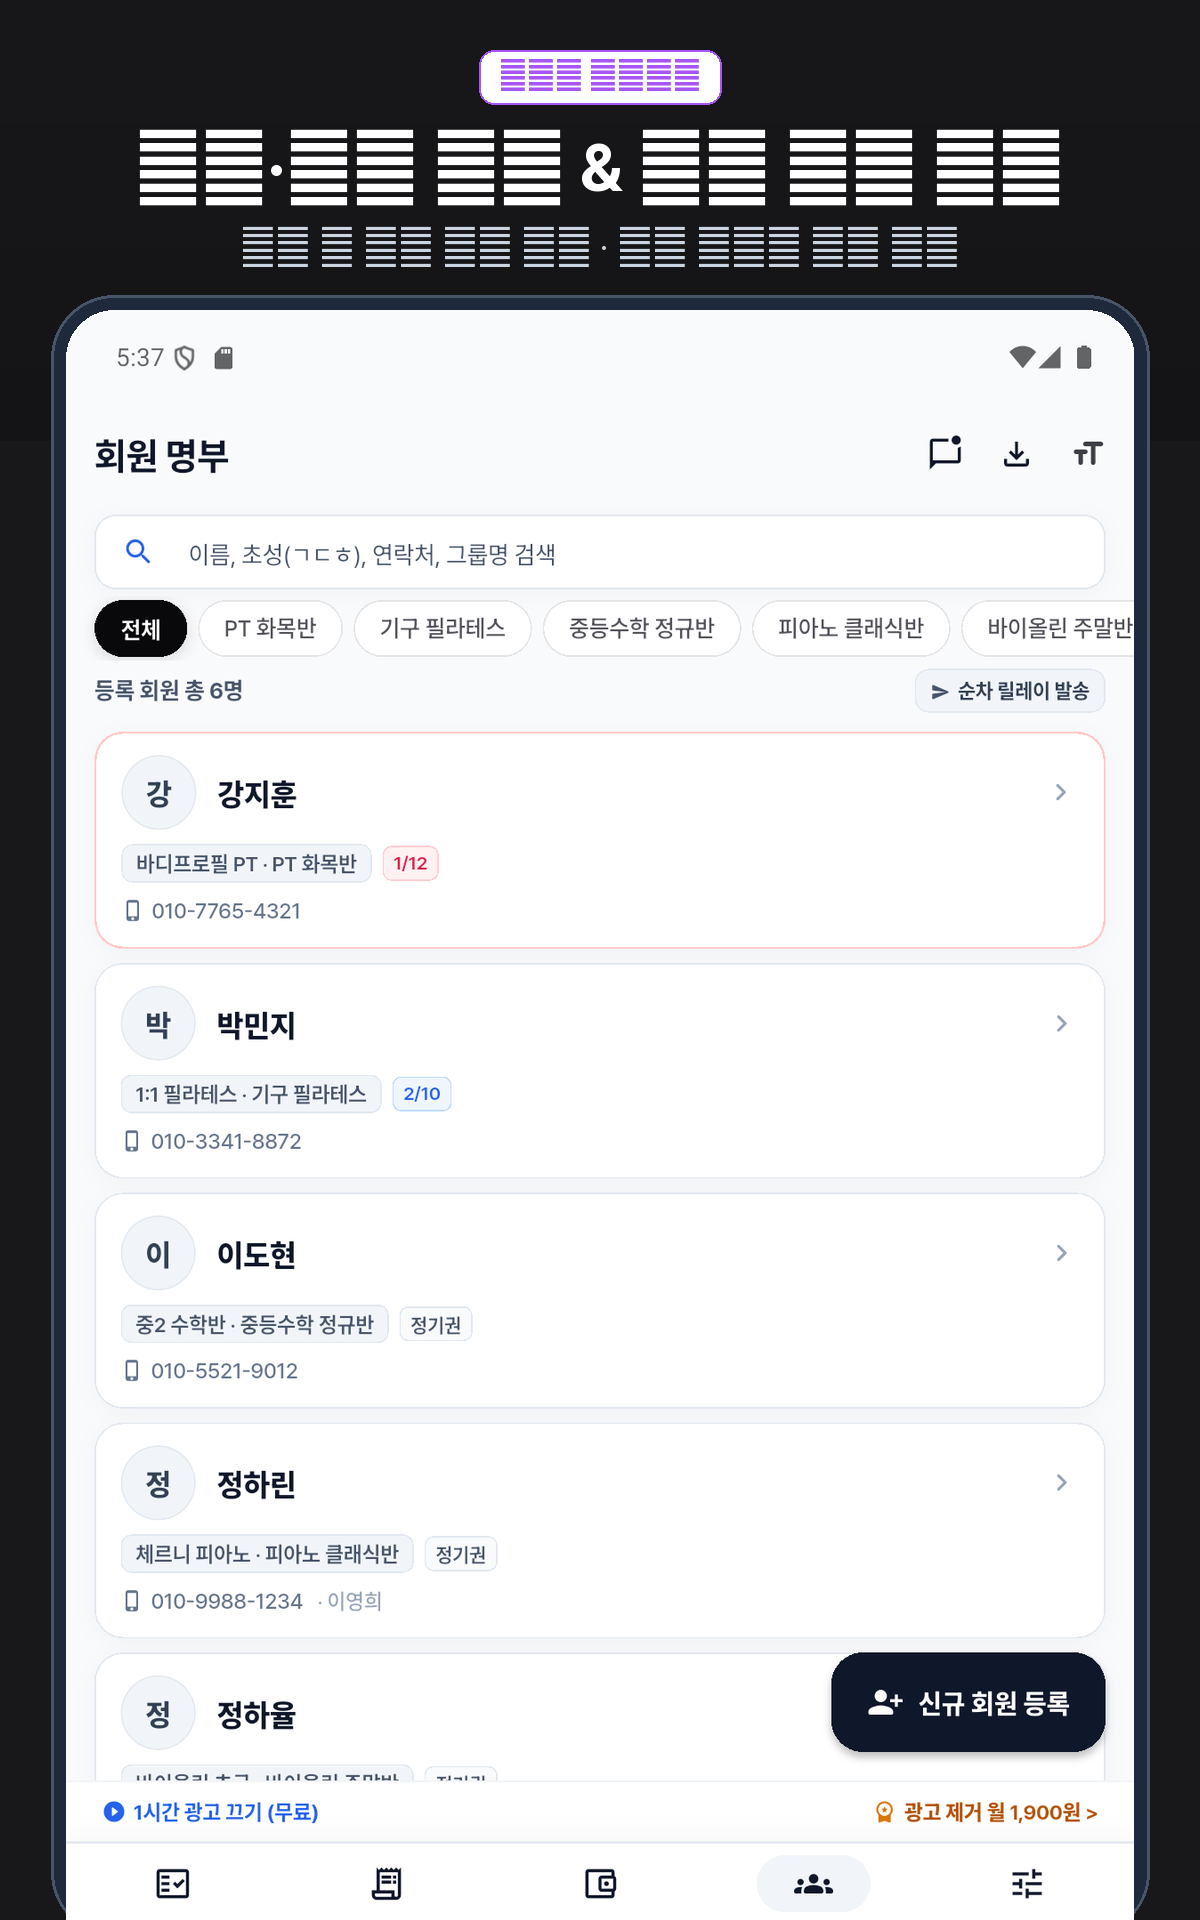 &
5:37
회원 명부
이름, 초성(ㄱㄷㅎ), 연락처, 그룹명 검색
전체 PT 화목반 기구 필라테스 중등수학 정규반 피아노 클래식반 바이올린 주말반
등록 회원 총 6명 순차 릴레이 발송
강 강지훈
바디프로필 PT · PT 화목반 1/12
010-7765-4321
박 박민지
1:1 필라테스 · 기구 필라테스 2/10
010-3341-8872
이 이도현
중2 수학반 · 중등수학 정규반 정기권
010-5521-9012
정 정하린
체르니 피아노 · 피아노 클래식반 정기권
010-9988-1234 · 이영희
정 정하율
신규 회원 등록
1시간 광고 끄기 (무료) 광고 제거 월 1,900원 >